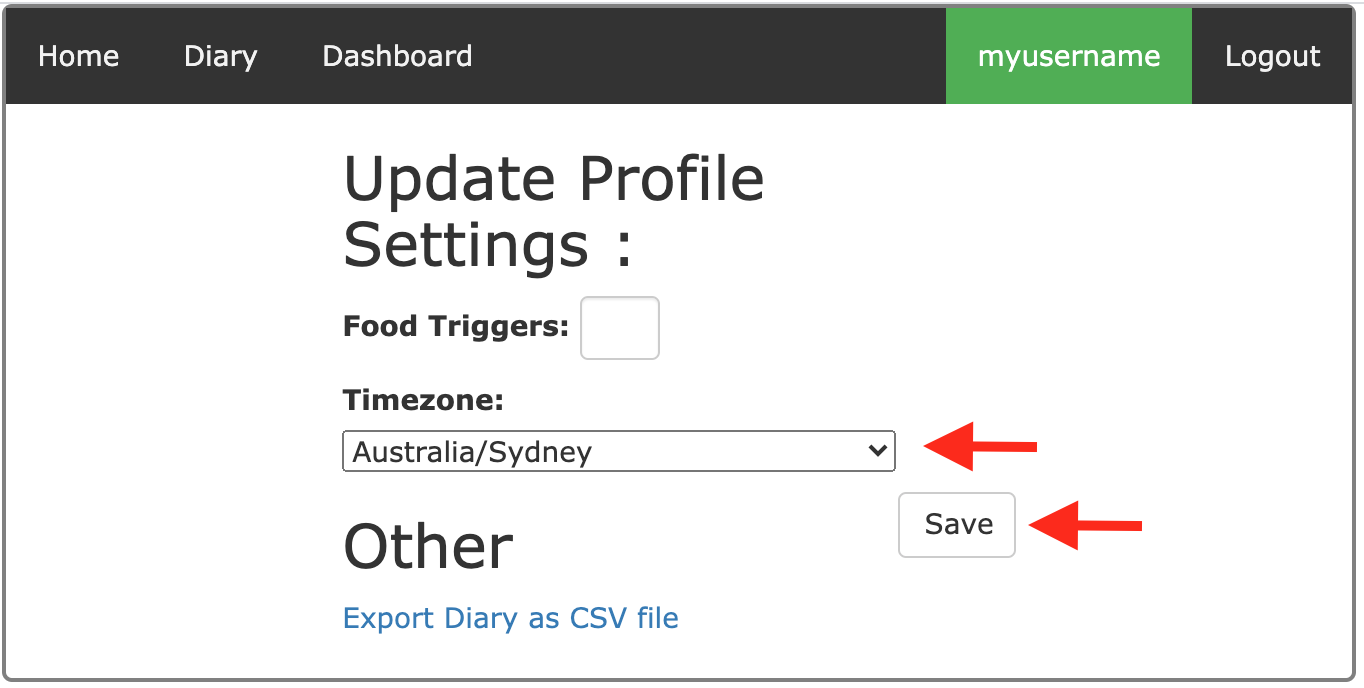 Home Diary Dashboard myusername Logout
Update Profile
Settings :
Food Triggers:
Timezone:
Australia/Sydney
Save
Other
Export Diary as CSV file